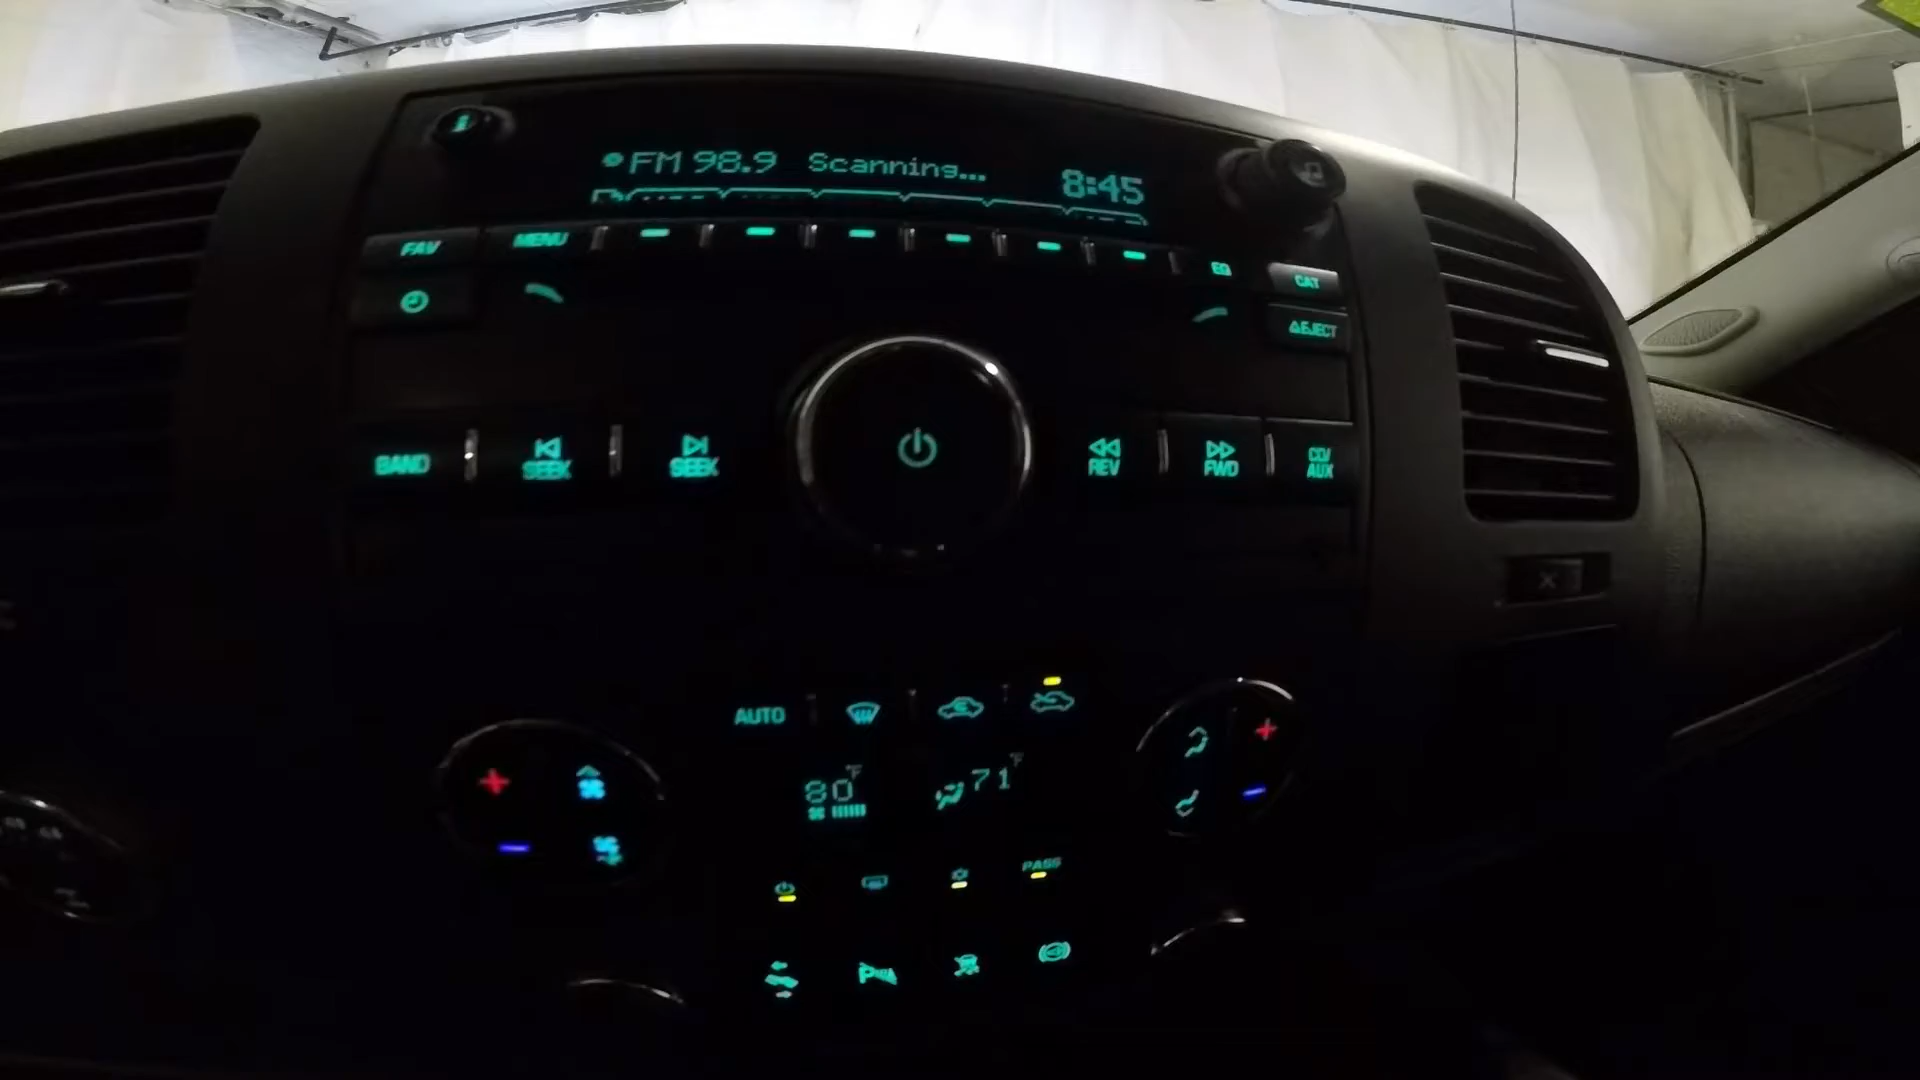 FM 98.9 Scanning... 8:45
FAV MENU EQ CAT
EJECT
BAND SEEK SEEK REV FWD CD/
AUX
AUTO
80°F 71°F
PASS
P